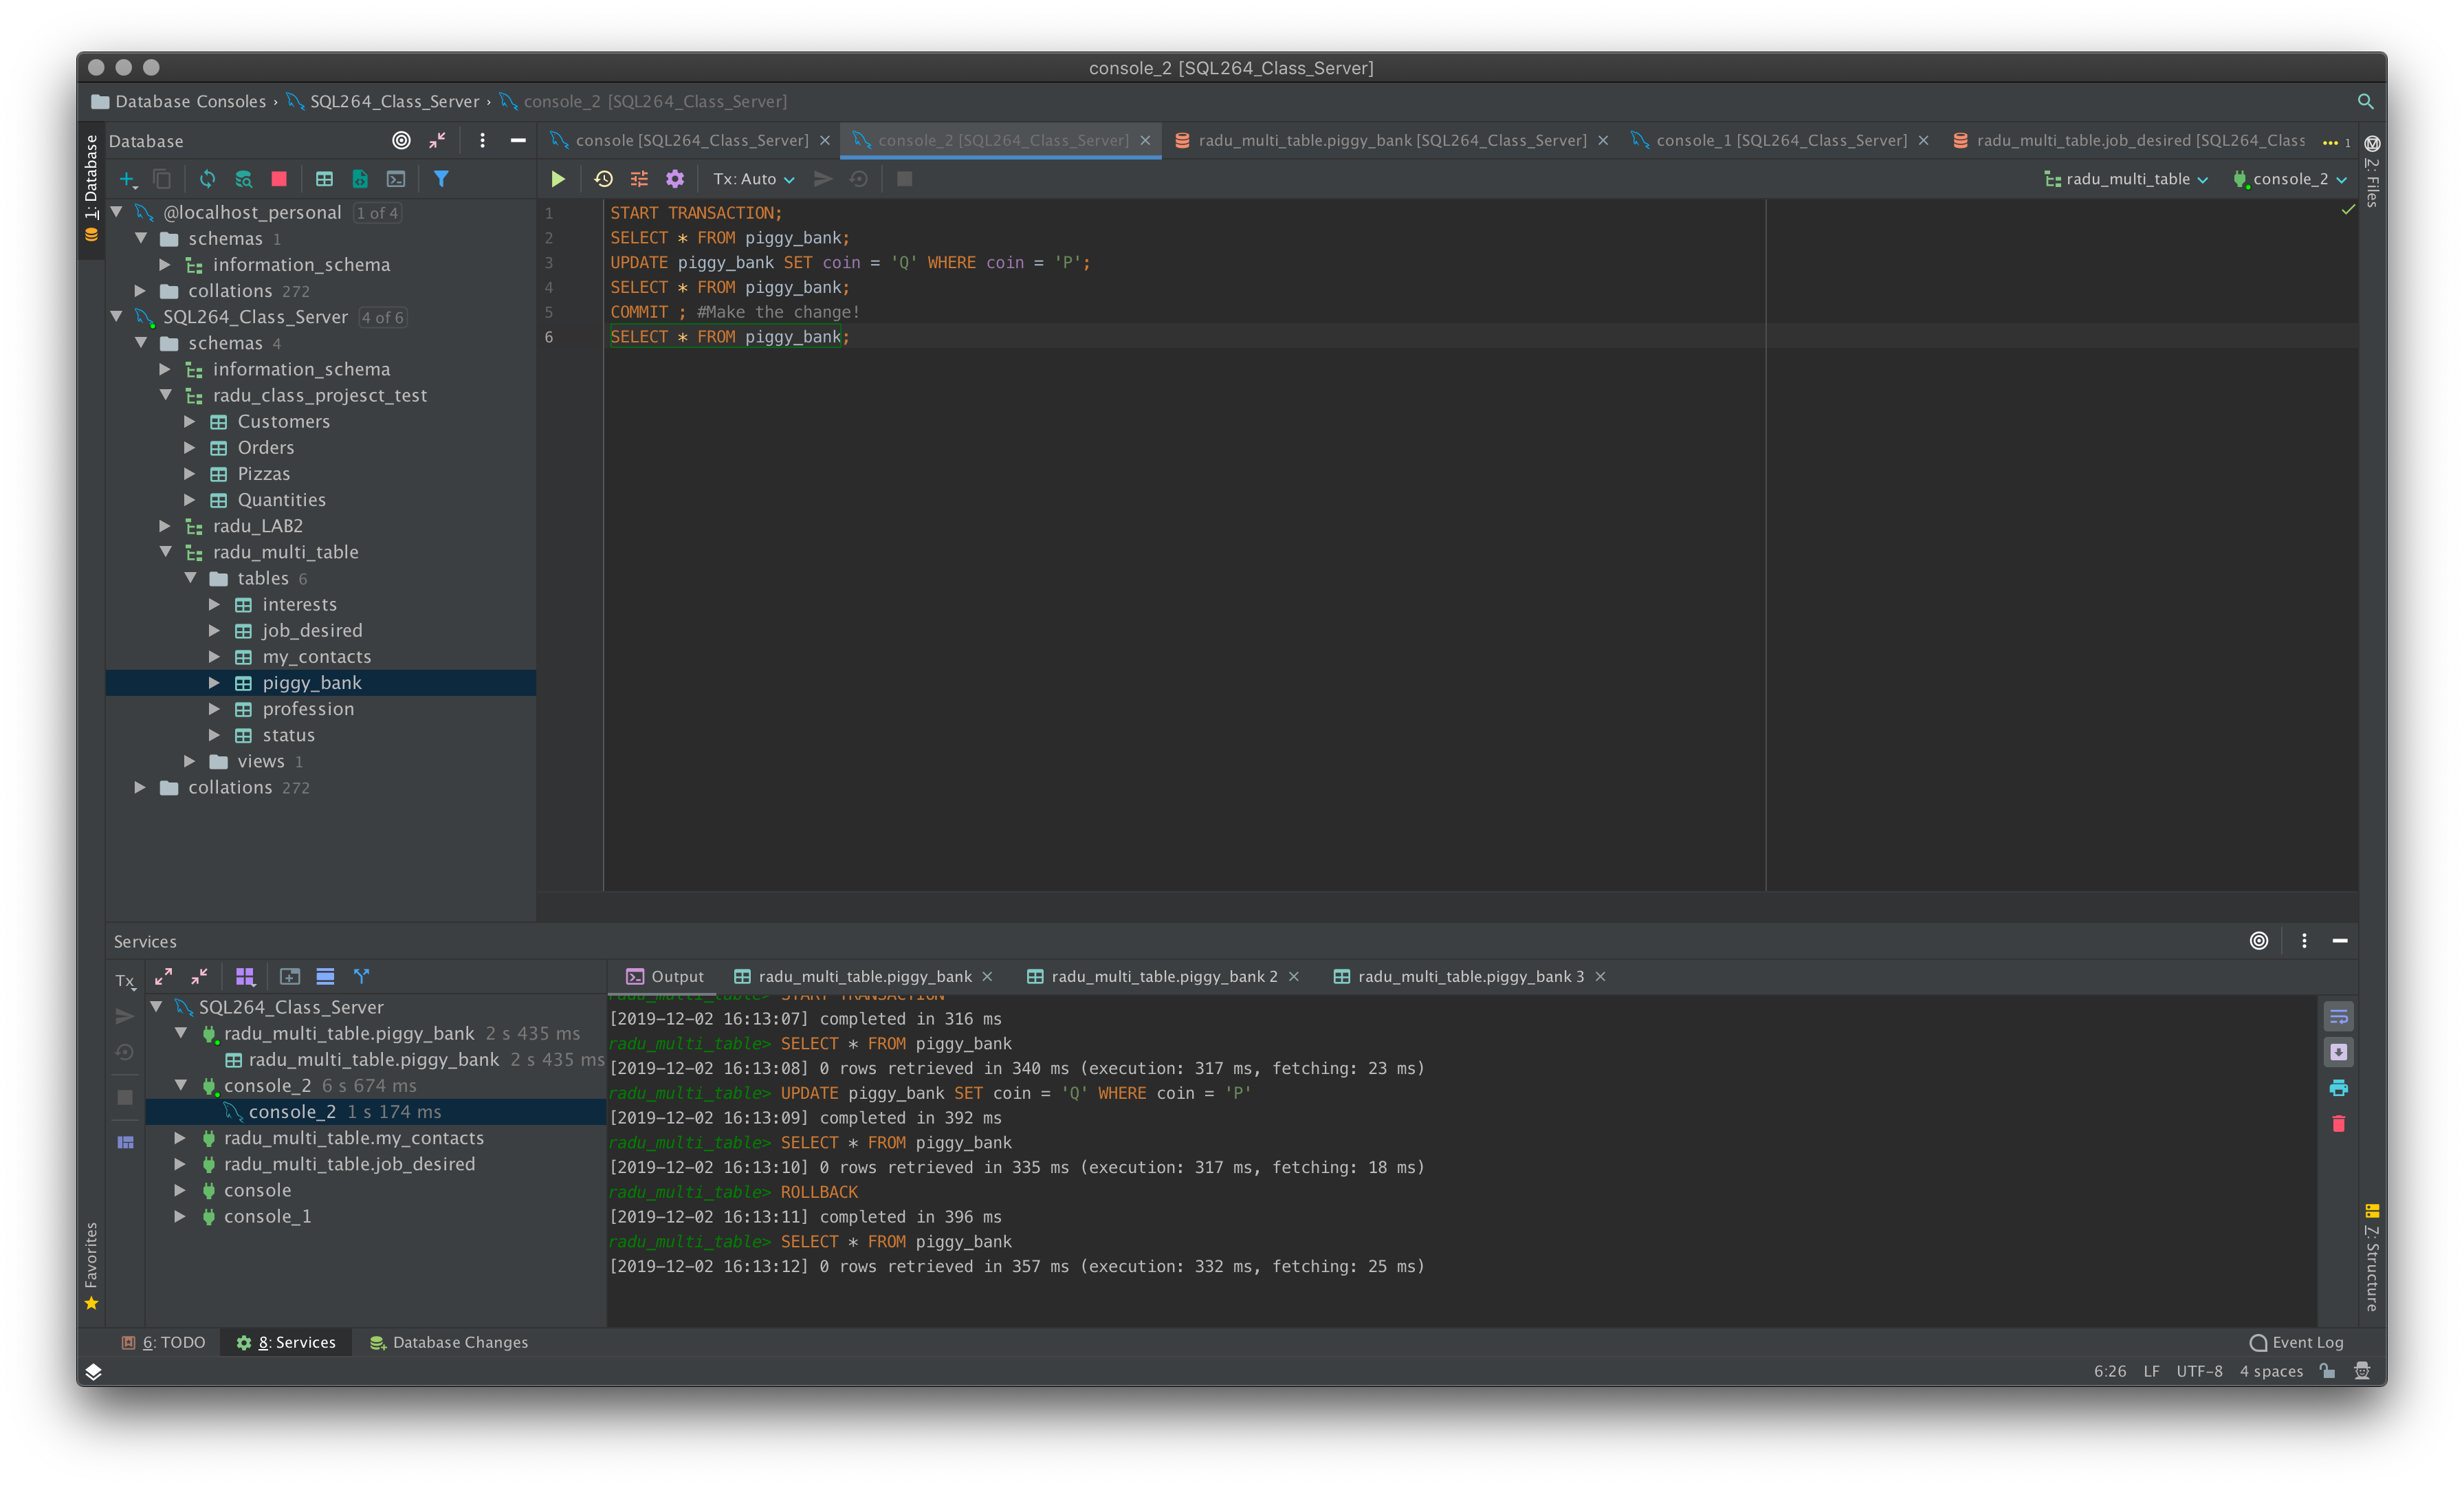 console_2 [SQL264_Class_Server]
Database Consoles › SQL264_Class_Server › console_2 [SQL264_Class_Server]
1: Database
Favorites
Database
@localhost_personal 1 of 4
schemas 1
information_schema
collations 272
SQL264_Class_Server 4 of 6
schemas 4
information_schema
radu_class_projesct_test
Customers
Orders
Pizzas
Quantities
radu_LAB2
radu_multi_table
tables 6
interests
job_desired
my_contacts
piggy_bank
profession
status
views 1
collations 272
console [SQL264_Class_Server]
console_2 [SQL264_Class_Server]
radu_multi_table.piggy_bank [SQL264_Class_Server]
console_1 [SQL264_Class_Server]
radu_multi_table.job_desired [SQL264_Class
1
Tx: Auto
radu_multi_table
console_2
1 START TRANSACTION;
2 SELECT * FROM piggy_bank;
3 UPDATE piggy_bank SET coin = 'Q' WHERE coin = 'P';
4 SELECT * FROM piggy_bank;
5 COMMIT ; #Make the change!
6 SELECT * FROM piggy_bank;
2: Files
7: Structure
Services
Tx
SQL264_Class_Server
radu_multi_table.piggy_bank 2 s 435 ms
radu_multi_table.piggy_bank 2 s 435 ms
console_2 6 s 674 ms
console_2 1 s 174 ms
radu_multi_table.my_contacts
radu_multi_table.job_desired
console
console_1
Output
radu_multi_table.piggy_bank
radu_multi_table.piggy_bank 2
radu_multi_table.piggy_bank 3
radu_multi_table> START TRANSACTION
[2019-12-02 16:13:07] completed in 316 ms
radu_multi_table> SELECT * FROM piggy_bank
[2019-12-02 16:13:08] 0 rows retrieved in 340 ms (execution: 317 ms, fetching: 23 ms)
radu_multi_table> UPDATE piggy_bank SET coin = 'Q' WHERE coin = 'P'
[2019-12-02 16:13:09] completed in 392 ms
radu_multi_table> SELECT * FROM piggy_bank
[2019-12-02 16:13:10] 0 rows retrieved in 335 ms (execution: 317 ms, fetching: 18 ms)
radu_multi_table> ROLLBACK
[2019-12-02 16:13:11] completed in 396 ms
radu_multi_table> SELECT * FROM piggy_bank
[2019-12-02 16:13:12] 0 rows retrieved in 357 ms (execution: 332 ms, fetching: 25 ms)
6: TODO
8: Services
Database Changes
Event Log
6:26 LF UTF-8 4 spaces